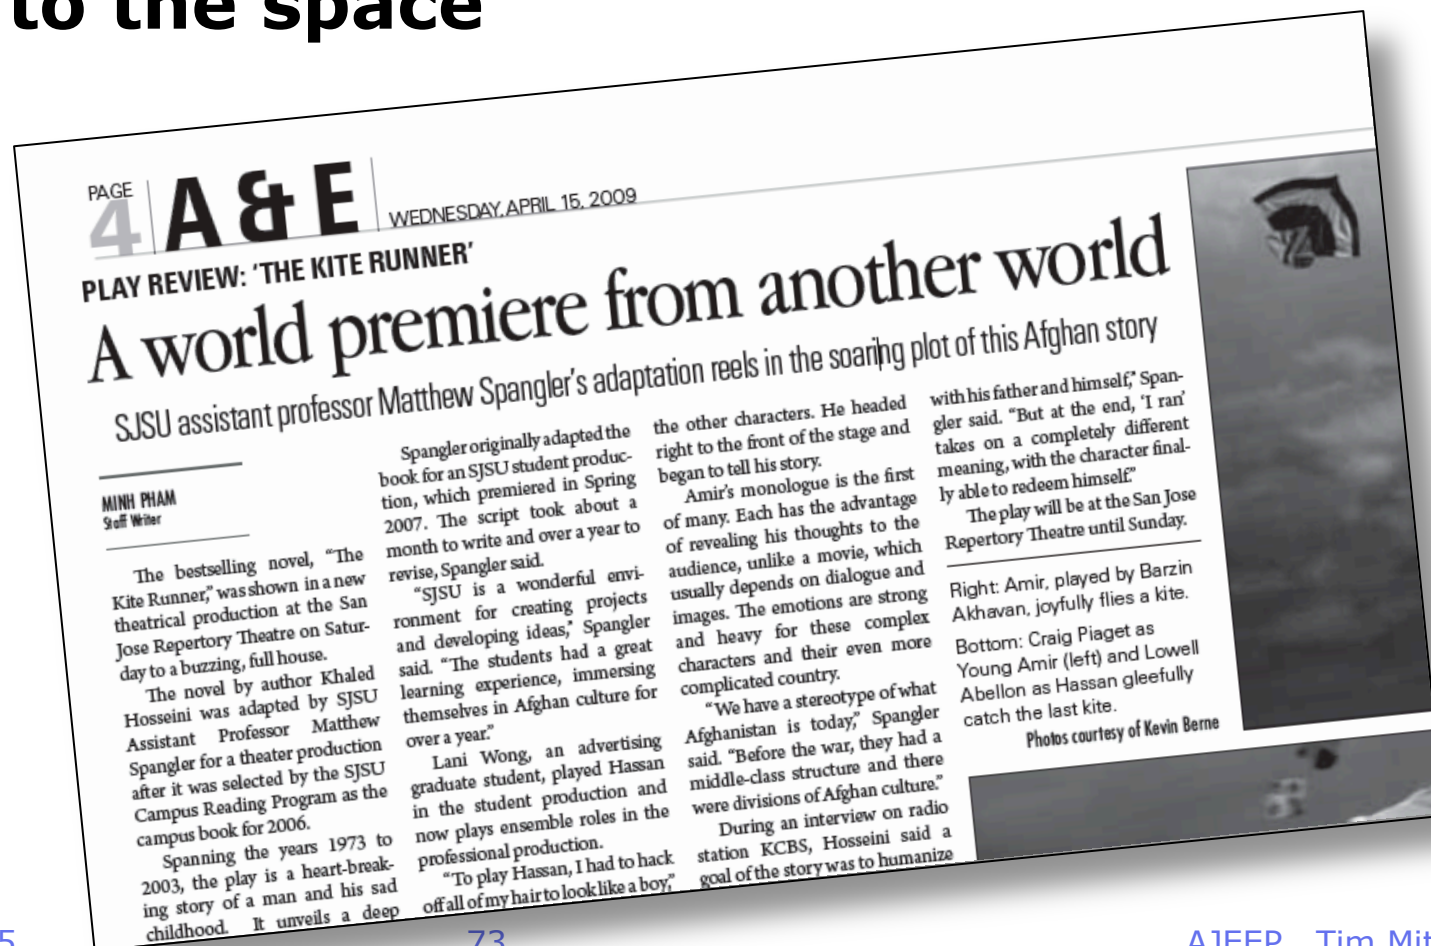 to the space
PAGE
4
A & E
WEDNESDAY, APRIL 15, 2009
PLAY REVIEW: ‘THE KITE RUNNER’
A world premiere from another world
SJSU assistant professor Matthew Spangler’s adaptation reels in the soaring plot of this Afghan story
MINH PHAM
Staff Writer
The bestselling novel, “The
Kite Runner,” was shown in a new
theatrical production at the San
Jose Repertory Theatre on Satur-
day to a buzzing, full house.
The novel by author Khaled
Hosseini was adapted by SJSU
Assistant Professor Matthew
Spangler for a theater production
after it was selected by the SJSU
Campus Reading Program as the
campus book for 2006.
Spanning the years 1973 to
2003, the play is a heart-break-
ing story of a man and his sad
childhood. It unveils a deep
Spangler originally adapted the
book for an SJSU student produc-
tion, which premiered in Spring
2007. The script took about a
month to write and over a year to
revise, Spangler said.
“SJSU is a wonderful envi-
ronment for creating projects
and developing ideas,” Spangler
said. “The students had a great
learning experience, immersing
themselves in Afghan culture for
over a year.”
Lani Wong, an advertising
graduate student, played Hassan
in the student production and
now plays ensemble roles in the
professional production.
“To play Hassan, I had to hack
off all of my hair to look like a boy,”
the other characters. He headed
right to the front of the stage and
began to tell his story.
Amir’s monologue is the first
of many. Each has the advantage
of revealing his thoughts to the
audience, unlike a movie, which
usually depends on dialogue and
images. The emotions are strong
and heavy for these complex
characters and their even more
complicated country.
“We have a stereotype of what
Afghanistan is today,” Spangler
said. “Before the war, they had a
middle-class structure and there
were divisions of Afghan culture.”
During an interview on radio
station KCBS, Hosseini said a
goal of the story was to humanize
with his father and himself,” Span-
gler said. “But at the end, ‘I ran’
takes on a completely different
meaning, with the character final-
ly able to redeem himself.”
The play will be at the San Jose
Repertory Theatre until Sunday.
Right: Amir, played by Barzin
Akhavan, joyfully flies a kite.
Bottom: Craig Piaget as
Young Amir (left) and Lowell
Abellon as Hassan gleefully
catch the last kite.
Photos courtesy of Kevin Berne
5
73
AJEEP Tim Mit